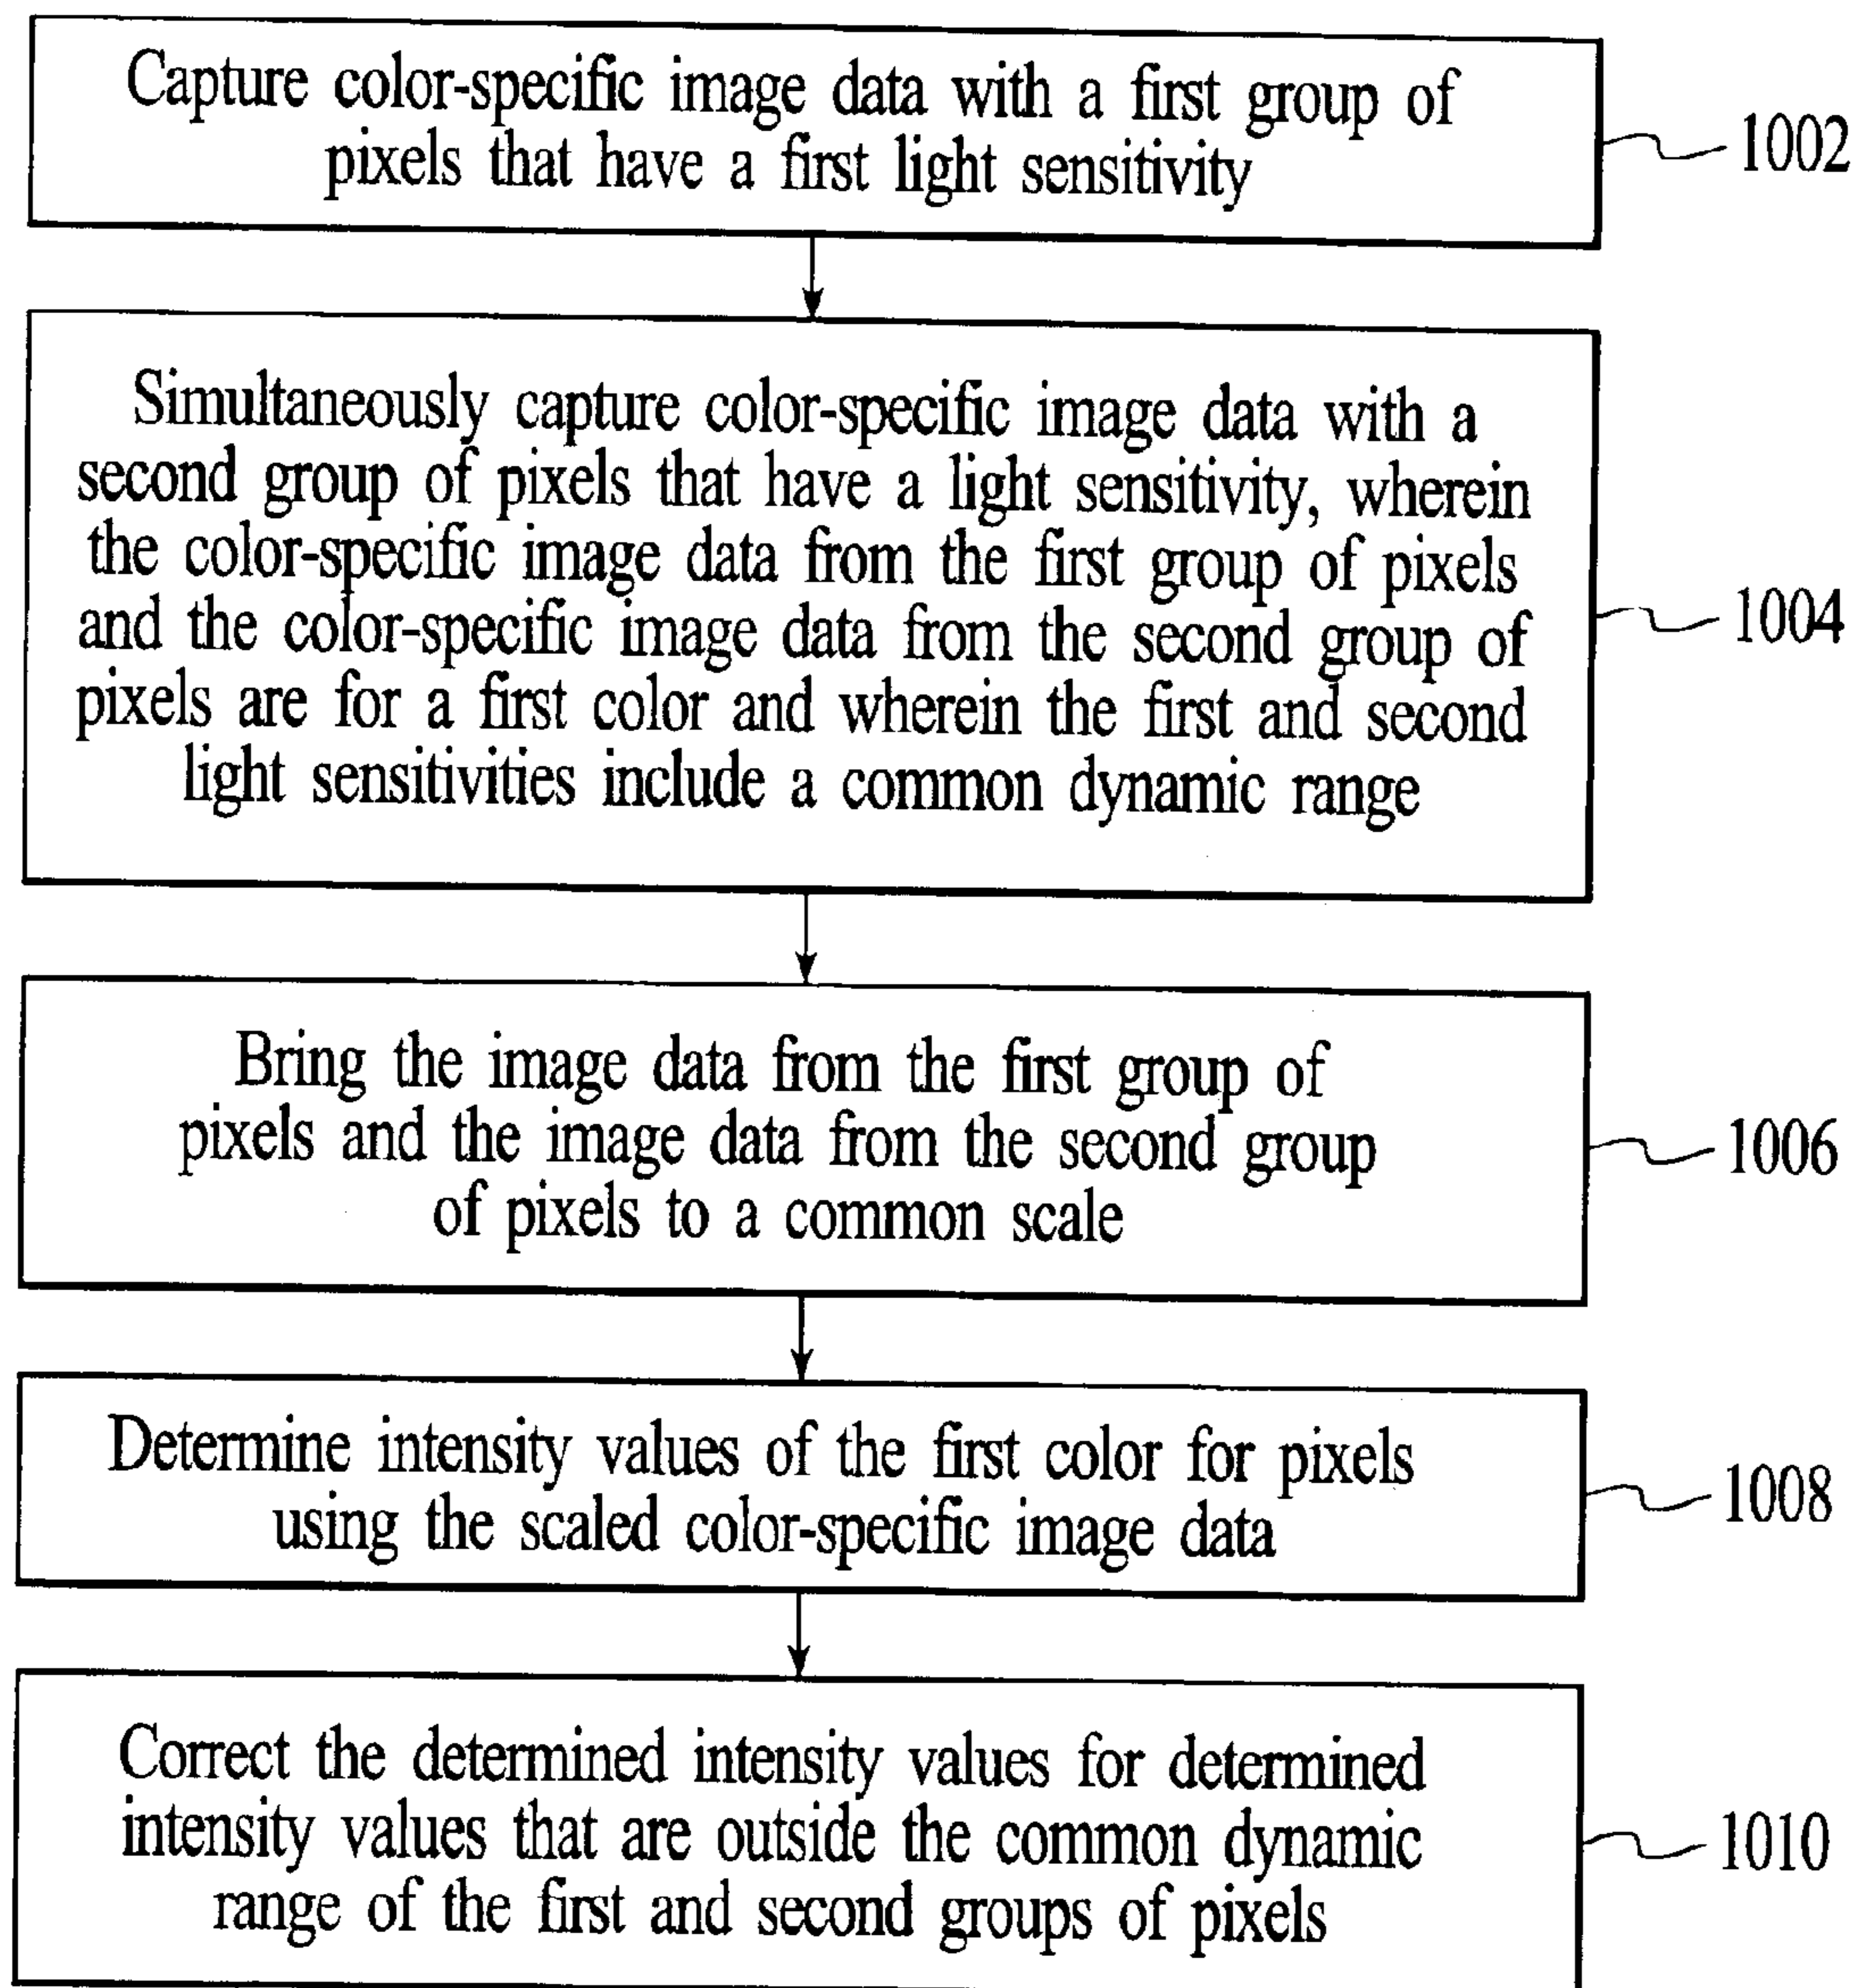 Capture color-specific image data with a first group of
pixels that have a first light sensitivity
1002
Simultaneously capture color-specific image data with a
second group of pixels that have a light sensitivity, wherein
the color-specific image data from the first group of pixels
and the color-specific image data from the second group of
pixels are for a first color and wherein the first and second
light sensitivities include a common dynamic range
1004
Bring the image data from the first group of
pixels and the image data from the second group
of pixels to a common scale
1006
Determine intensity values of the first color for pixels
using the scaled color-specific image data
1008
Correct the determined intensity values for determined
intensity values that are outside the common dynamic
range of the first and second groups of pixels
1010